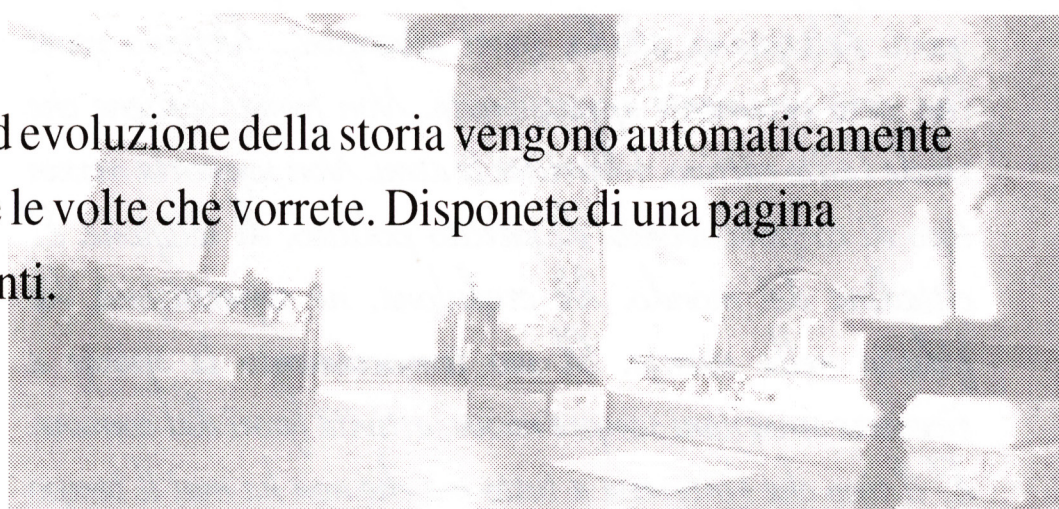 d evoluzione della storia vengono automaticamente
le volte che vorrete. Disponete di una pagina
nti.